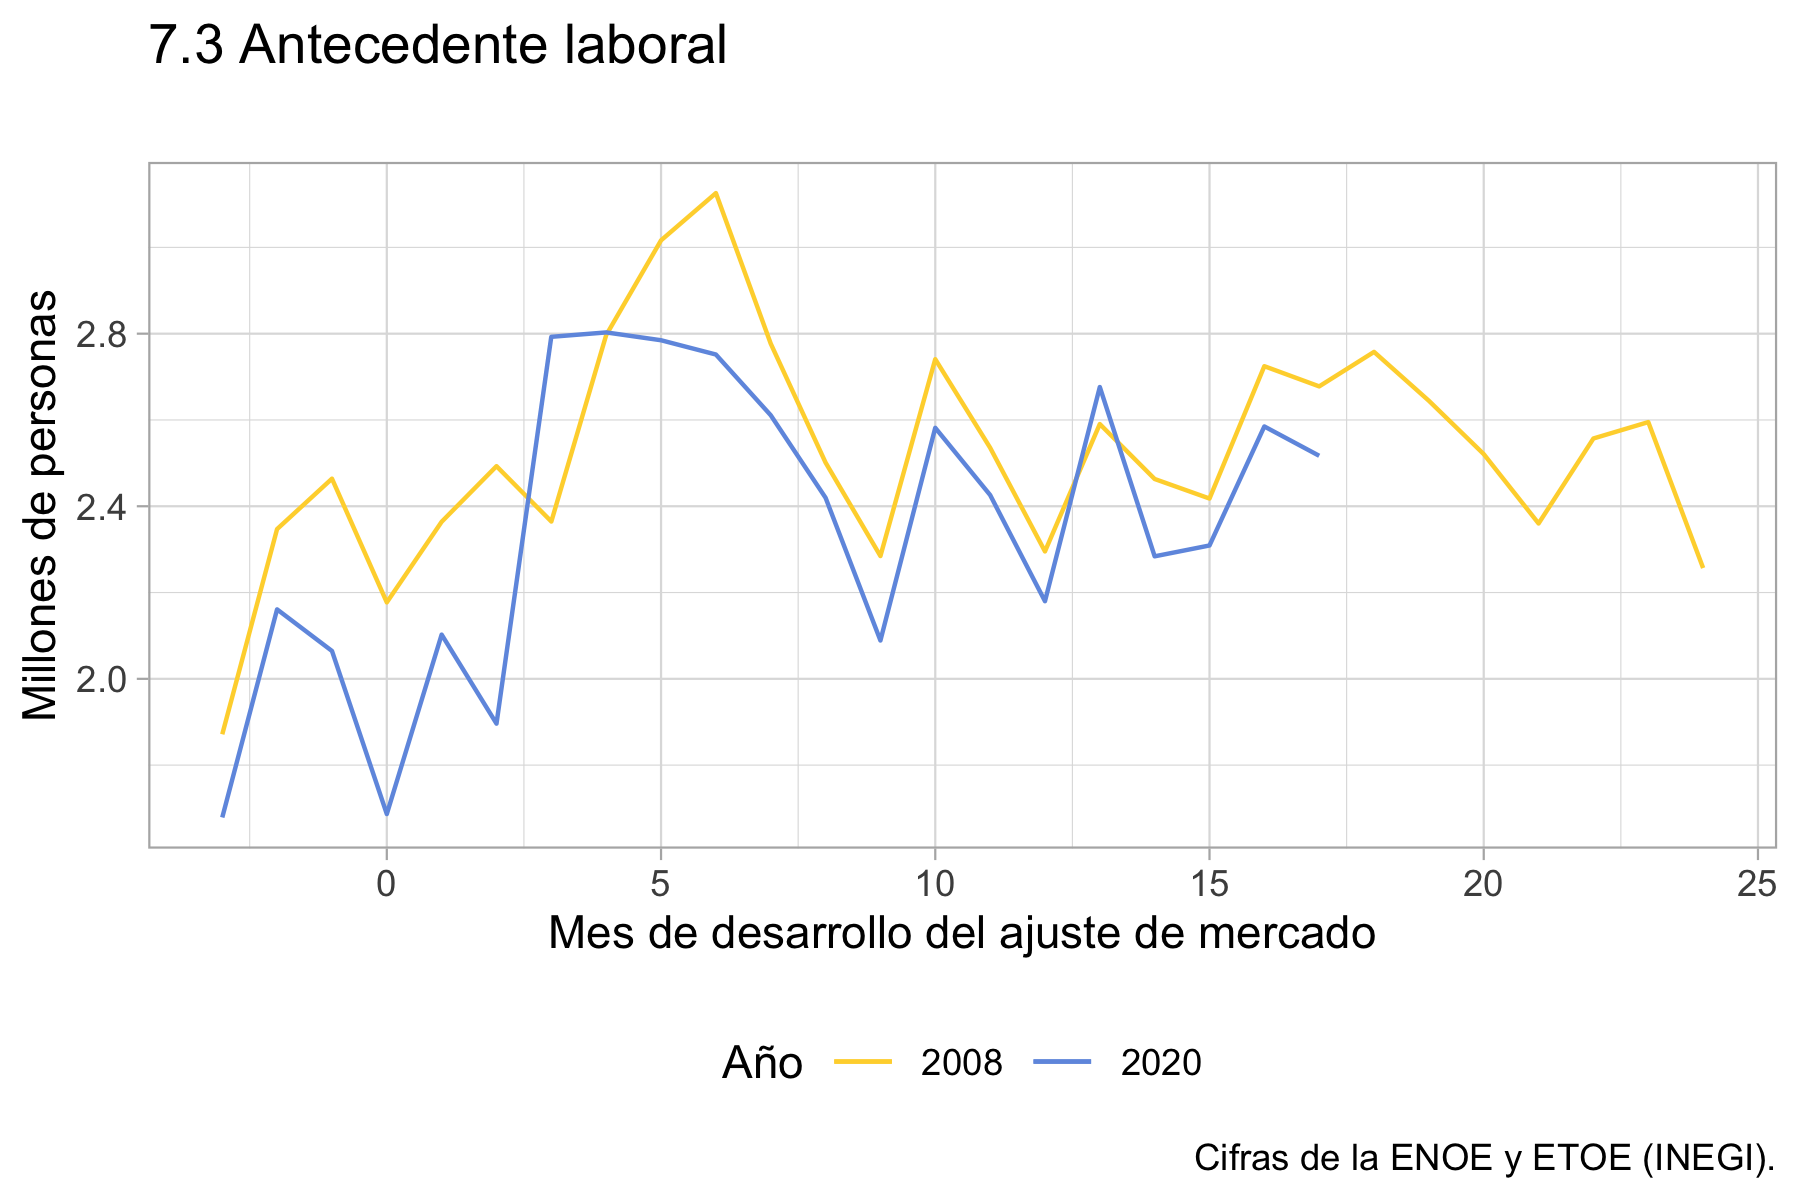 7.3 Antecedente laboral
Millones de personas
2.8
2.4
2.0
0 5 10 15 20 25
Mes de desarrollo del ajuste de mercado
Año 2008 2020
Cifras de la ENOE y ETOE (INEGI).